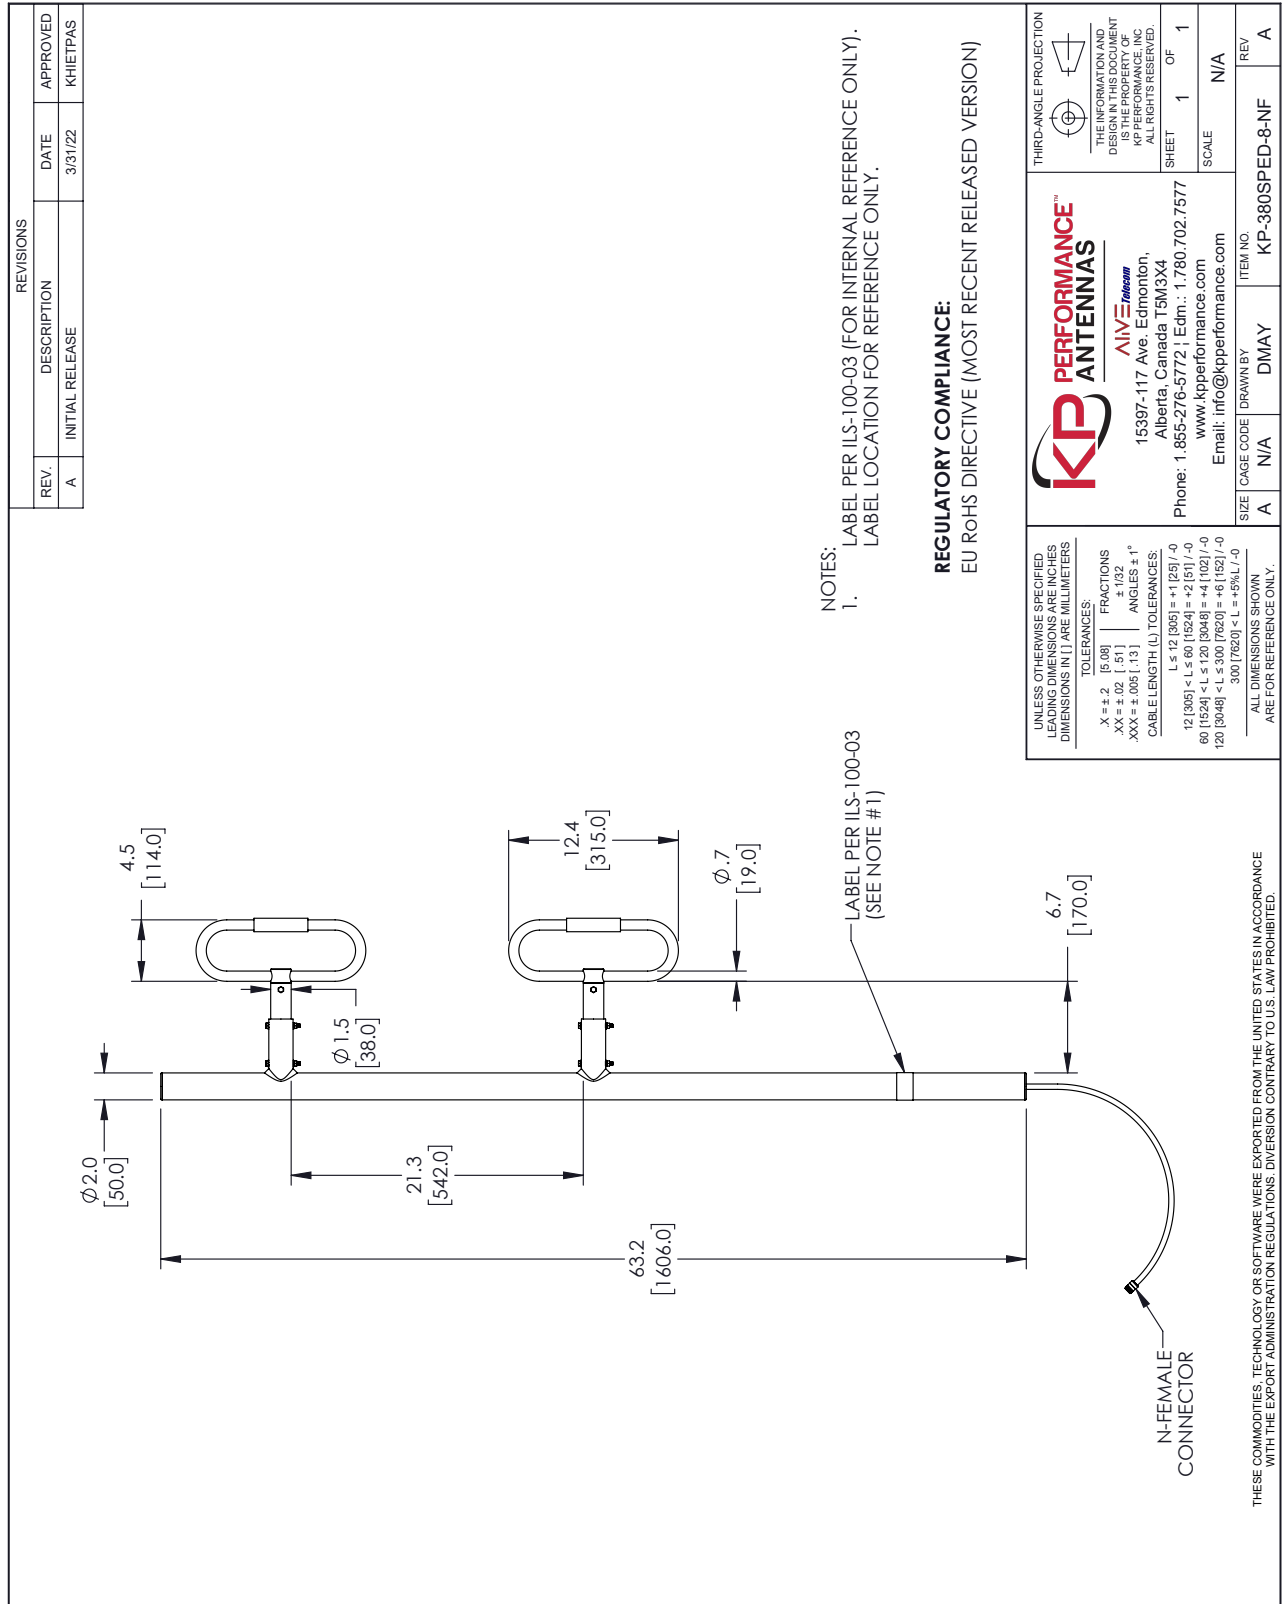 REVISIONS
REV.
DESCRIPTION
DATE
APPROVED
A
INITIAL RELEASE
3/31/22
KHIETPAS
4.5
[114.0]
12.4
[315.0]
Ø.7
[19.0]
Ø1.5
[38.0]
Ø2.0
[50.0]
21.3
[542.0]
63.2
[1606.0]
6.7
[170.0]
LABEL PER ILS-100-03
(SEE NOTE #1)
N-FEMALE
CONNECTOR
NOTES:
1. LABEL PER ILS-100-03 (FOR INTERNAL REFERENCE ONLY).
LABEL LOCATION FOR REFERENCE ONLY.
REGULATORY COMPLIANCE:
EU RoHS DIRECTIVE (MOST RECENT RELEASED VERSION)
UNLESS OTHERWISE SPECIFIED
LEADING DIMENSIONS ARE INCHES
DIMENSIONS IN [ ] ARE MILLIMETERS
TOLERANCES:
.X = ± .2 [5.08] FRACTIONS
.XX = ± .02 [ .51 ] ± 1/32
.XXX = ± .005 [ .13 ] ANGLES ± 1°
CABLE LENGTH (L) TOLERANCES:
L ≤ 12 [305] = +1 [25] / -0
12 [305] < L ≤ 60 [1524] = +2 [51] / -0
60 [1524] < L ≤ 120 [3048] = +4 [102] / -0
120 [3048] < L ≤ 300 [7620] = +6 [152] / -0
300 [7620] < L = +5%L / -0
ALL DIMENSIONS SHOWN
ARE FOR REFERENCE ONLY.
KP PERFORMANCE™
ANTENNAS
ALIVE Telecom
15397-117 Ave. Edmonton,
Alberta, Canada T5M3X4
Phone: 1.855-276-5772 | Edm.: 1.780.702.7577
www.kpperformance.com
Email: info@kpperformance.com
THIRD-ANGLE PROJECTION
THE INFORMATION AND
DESIGN IN THIS DOCUMENT
IS THE PROPERTY OF
KP PERFORMANCE, INC
ALL RIGHTS RESERVED.
SHEET 1 OF 1
SCALE
N/A
SIZE
A
CAGE CODE
N/A
DRAWN BY
DMAY
ITEM NO.
KP-380SPED-8-NF
REV
A
THESE COMMODITIES, TECHNOLOGY OR SOFTWARE WERE EXPORTED FROM THE UNITED STATES IN ACCORDANCE
WITH THE EXPORT ADMINISTRATION REGULATIONS. DIVERSION CONTRARY TO U.S. LAW PROHIBITED.